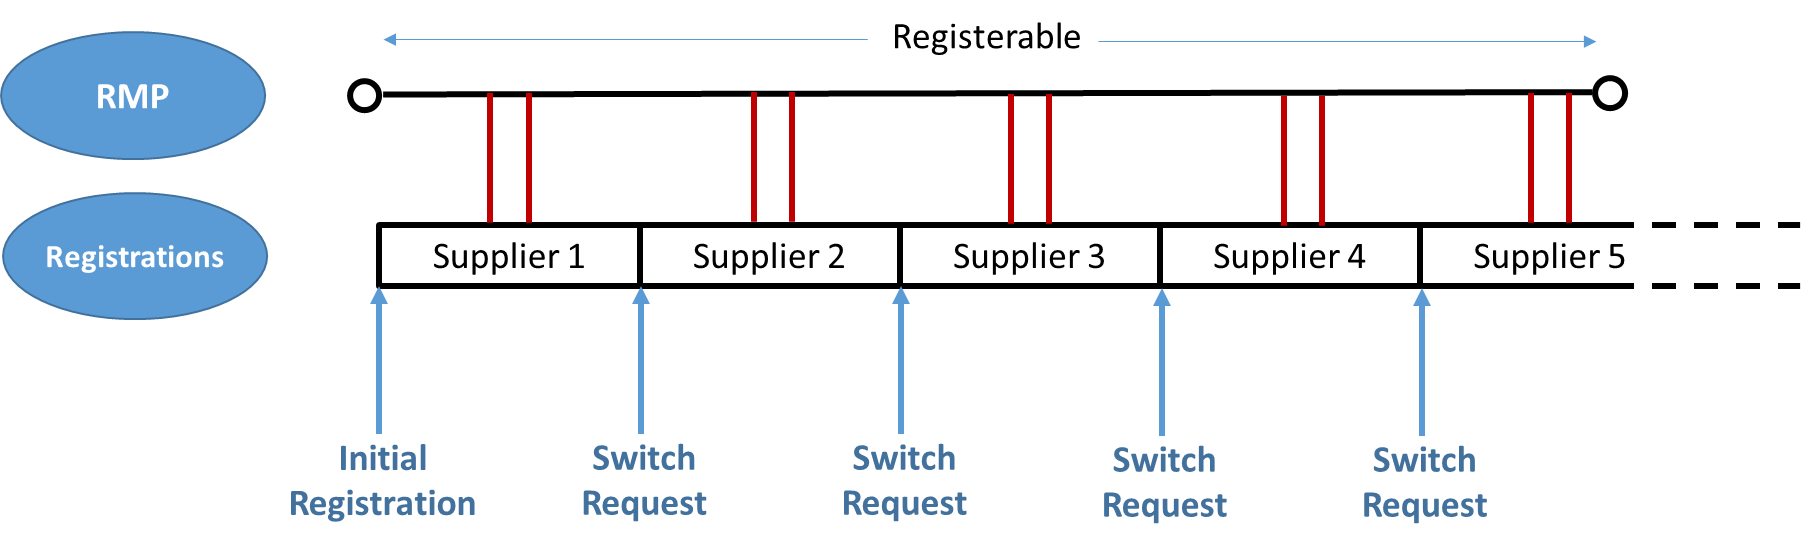 Registerable
RMP
Registrations
Supplier 1
Supplier 2
Supplier 3
Supplier 4
Supplier 5
Initial
Registration
Switch
Request
Switch
Request
Switch
Request
Switch
Request